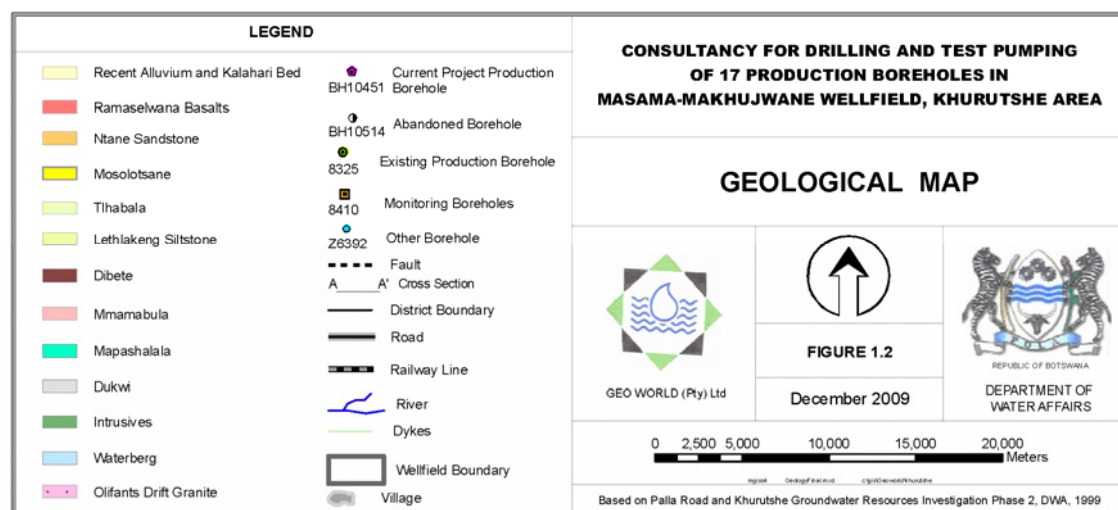 LEGEND
Recent Alluvium and Kalahari Bed
Ramaselwana Basalts
Ntane Sandstone
Mosolotsane
Tlhabala
Lethlakeng Siltstone
Dibete
Mmamabula
Mapashalala
Dukwi
Intrusives
Waterberg
Olifants Drift Granite
BH10451
Current Project Production
Borehole
BH10514
Abandoned Borehole
8325
Existing Production Borehole
8410
Monitoring Boreholes
Z6392
Other Borehole
Fault
A A' Cross Section
District Boundary
Road
Railway Line
River
Dykes
Wellfield Boundary
Village
CONSULTANCY FOR DRILLING AND TEST PUMPING
OF 17 PRODUCTION BOREHOLES IN
MASAMA-MAKHUJWANE WELLFIELD, KHURUTSHE AREA
GEOLOGICAL MAP
GEO WORLD (Pty) Ltd
FIGURE 1.2
December 2009
PULA
REPUBLIC OF BOTSWANA
DEPARTMENT OF
WATER AFFAIRS
0 2,500 5,000 10,000 15,000 20,000
Meters
Based on Palla Road and Khurutshe Groundwater Resources Investigation Phase 2, DWA, 1999